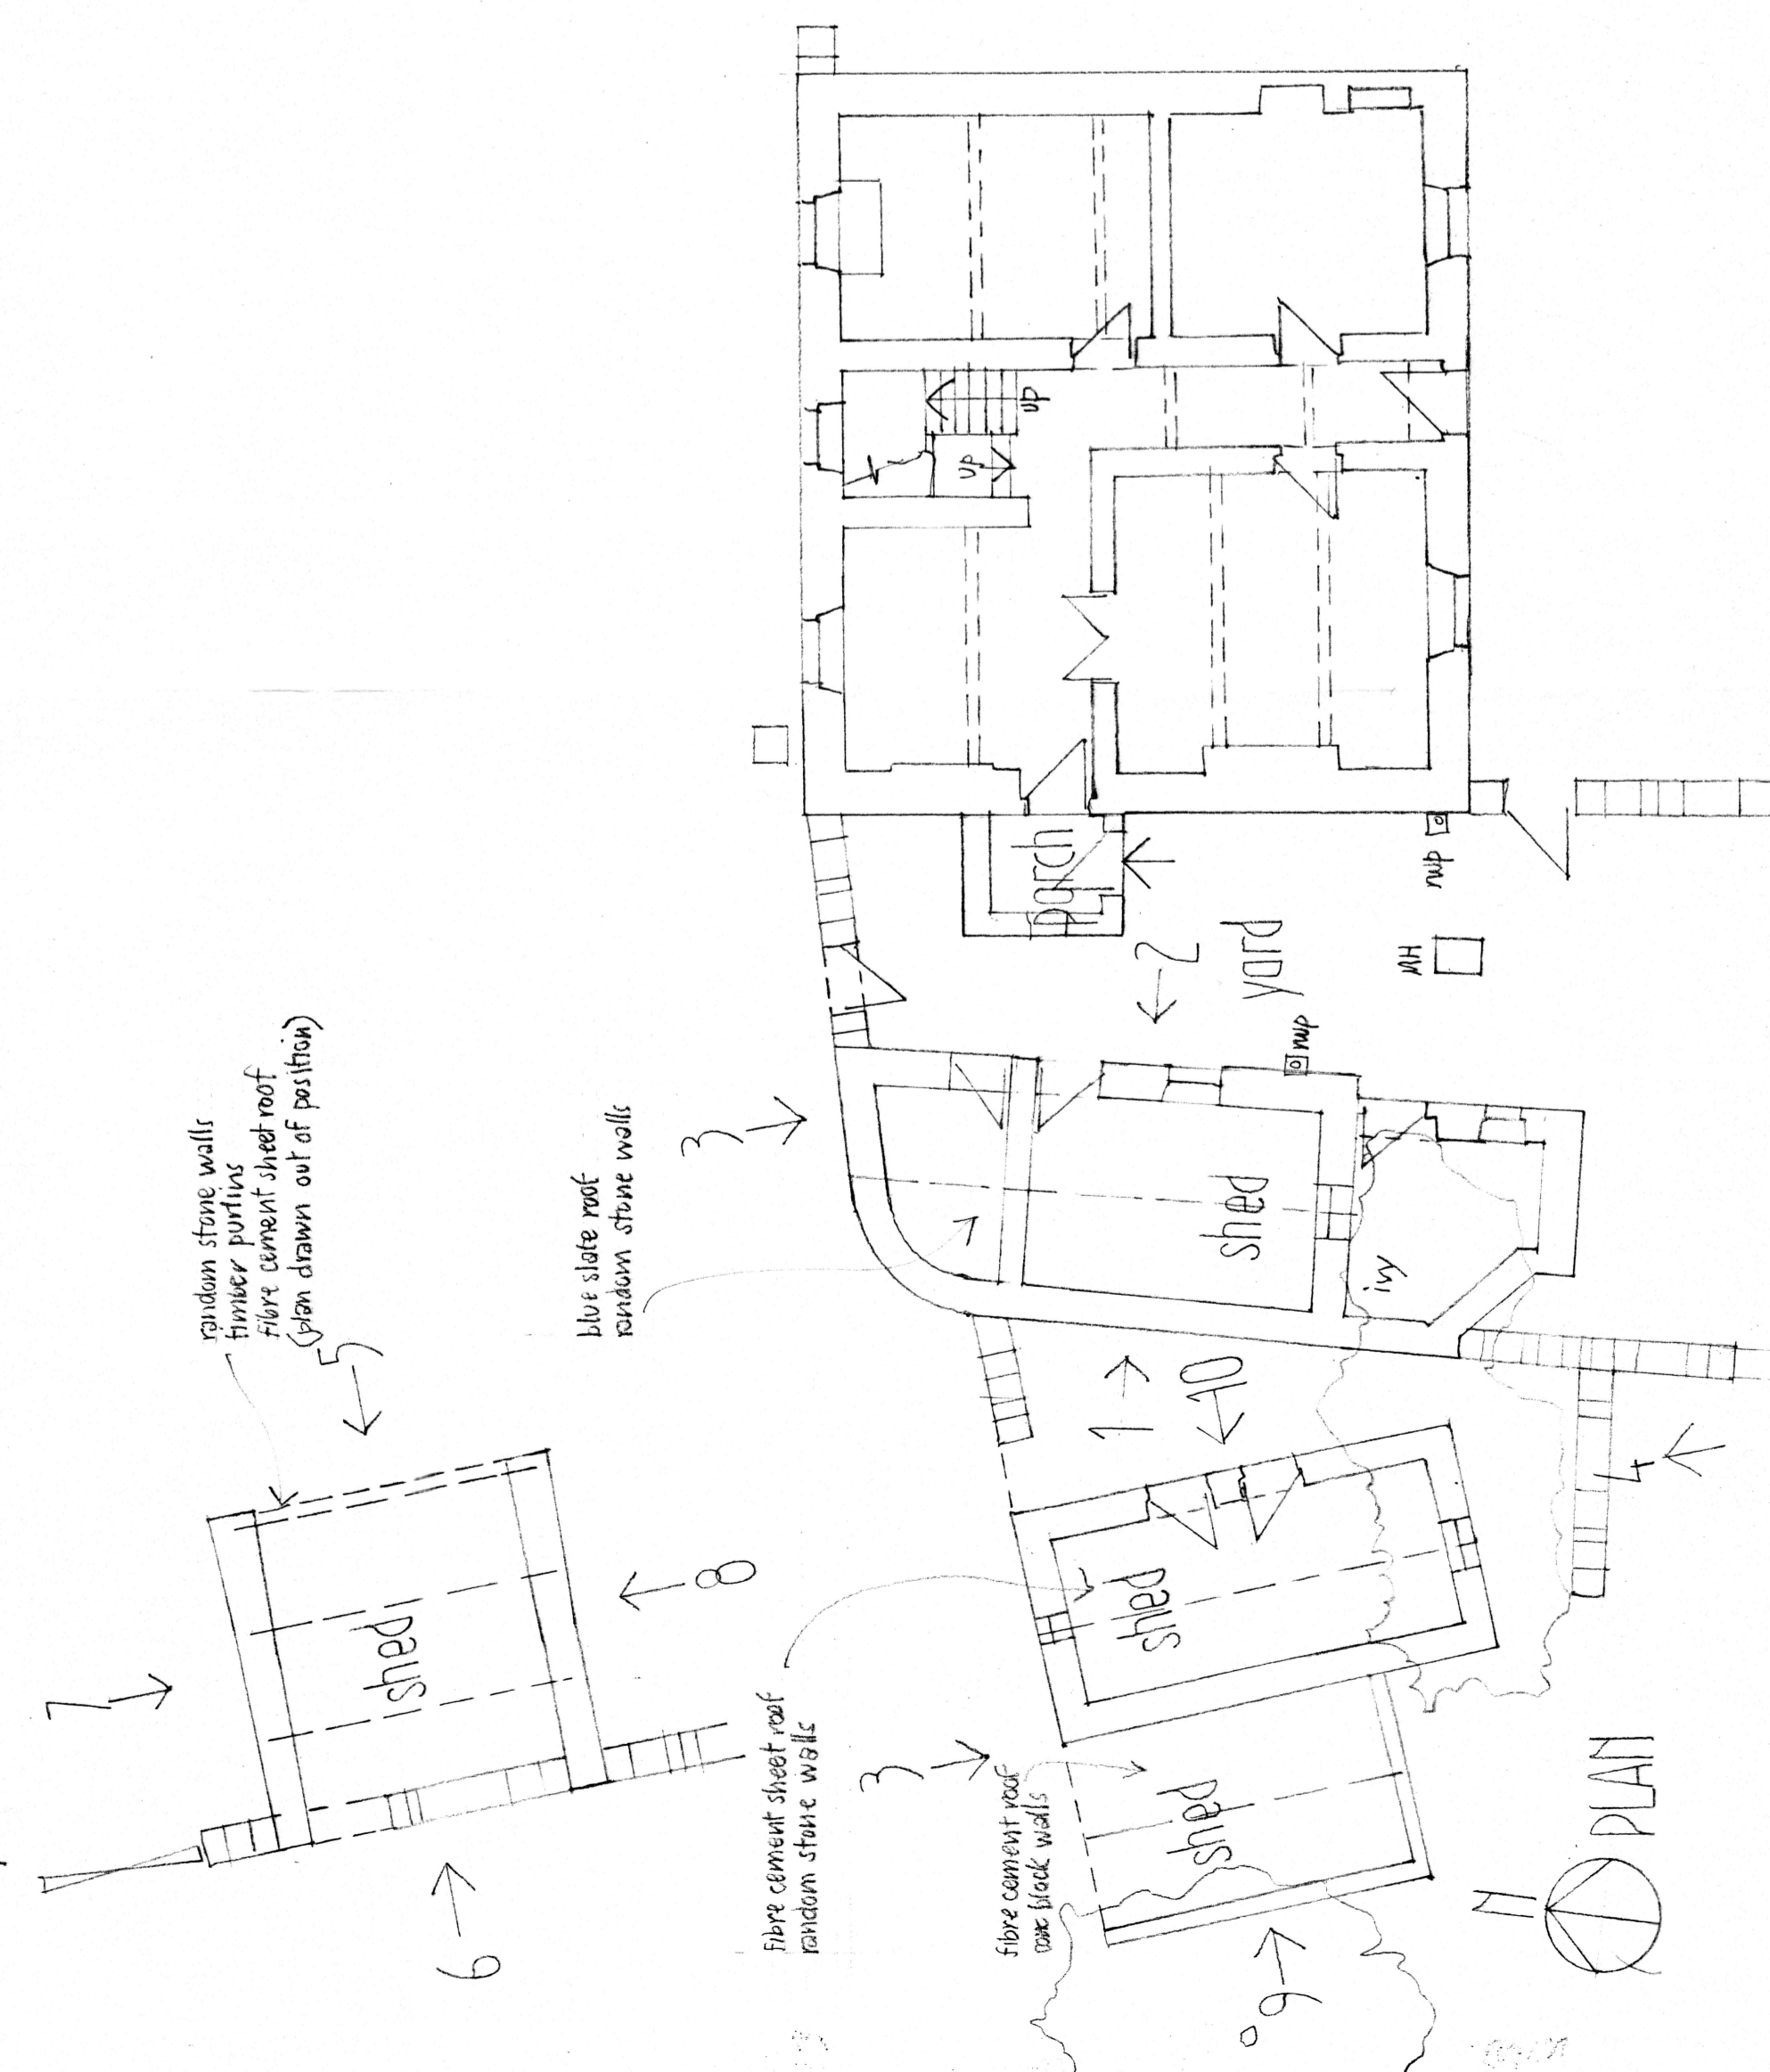 random stone walls
timber purlins
fibre cement sheet roof
(plan drawn out of position)
5
7
shed
8
6
blue slate roof
random stone walls
3
fibre cement sheet roof
random stone walls
3
fibre cement roof
conc block walls
shed
9
shed
1
10
4
shed
ivy
rwp
2
yard
MH
rwp
porch
up
up
N
PLAN